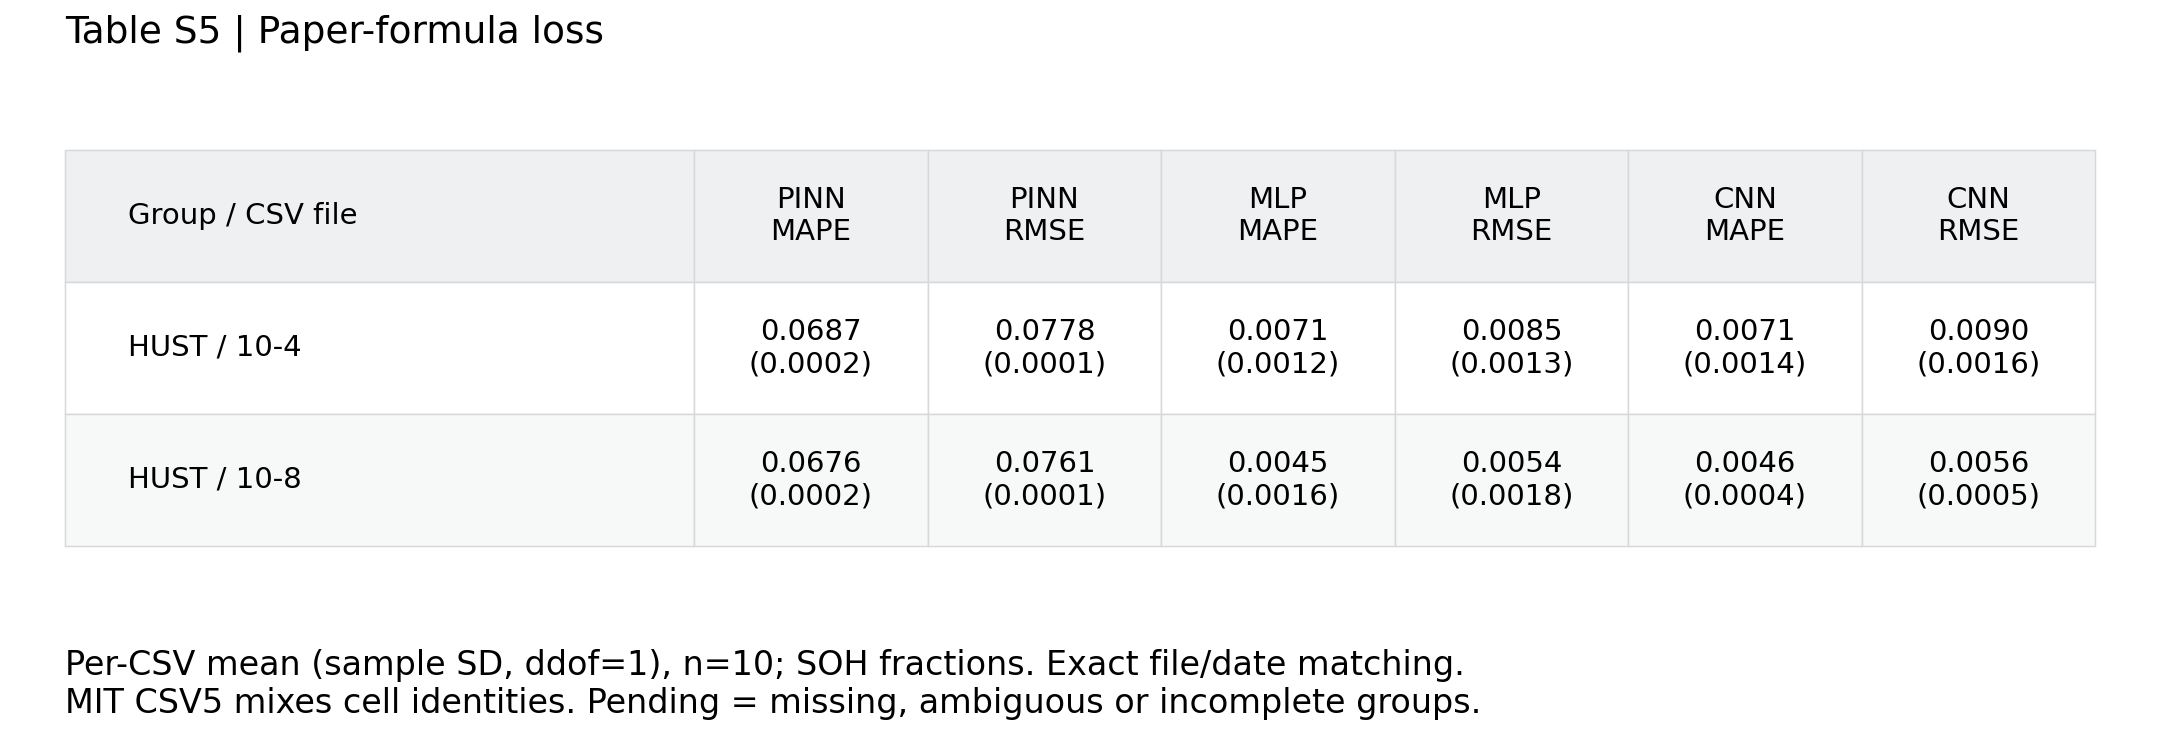 Table S5 | Paper-formula loss
Group / CSV file
PINN
MAPE
PINN
RMSE
MLP
MAPE
MLP
RMSE
CNN
MAPE
CNN
RMSE
HUST / 10-4
0.0687
(0.0002)
0.0778
(0.0001)
0.0071
(0.0012)
0.0085
(0.0013)
0.0071
(0.0014)
0.0090
(0.0016)
HUST / 10-8
0.0676
(0.0002)
0.0761
(0.0001)
0.0045
(0.0016)
0.0054
(0.0018)
0.0046
(0.0004)
0.0056
(0.0005)
Per-CSV mean (sample SD, ddof=1), n=10; SOH fractions. Exact file/date matching.
MIT CSV5 mixes cell identities. Pending = missing, ambiguous or incomplete groups.